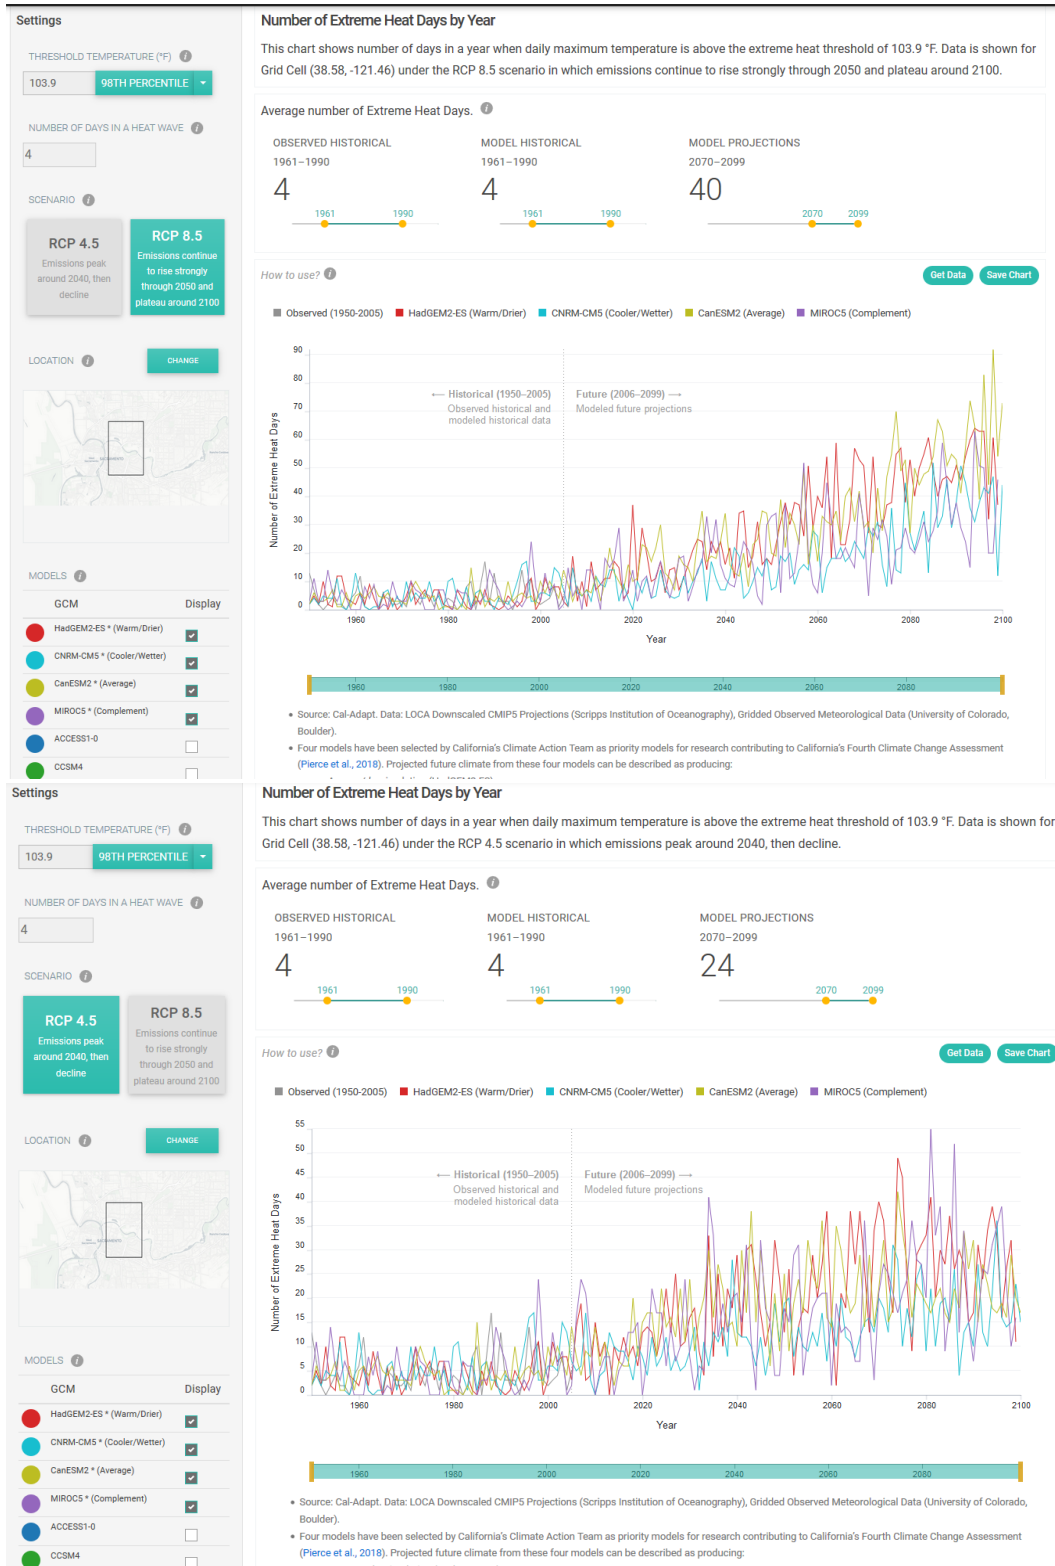 Settings
THRESHOLD TEMPERATURE (°F)
103.9
98TH PERCENTILE
NUMBER OF DAYS IN A HEAT WAVE
4
SCENARIO
RCP 4.5
Emissions peak
around 2040, then
decline
RCP 8.5
Emissions continue
to rise strongly
through 2050 and
plateau around 2100
LOCATION
CHANGE
SACRAMENTO
MODELS
GCM Display
HadGEM2-ES * (Warm/Drier)
CNRM-CM5 * (Cooler/Wetter)
CanESM2 * (Average)
MIROC5 * (Complement)
ACCESS1-0
CCSM4
Number of Extreme Heat Days by Year
This chart shows number of days in a year when daily maximum temperature is above the extreme heat threshold of 103.9 °F. Data is shown for
Grid Cell (38.58, -121.46) under the RCP 8.5 scenario in which emissions continue to rise strongly through 2050 and plateau around 2100.
Average number of Extreme Heat Days.
OBSERVED HISTORICAL
1961–1990
4
1961 1990
MODEL HISTORICAL
1961–1990
4
1961 1990
MODEL PROJECTIONS
2070–2099
40
2070 2099
How to use?
Get Data
Save Chart
Observed (1950-2005) HadGEM2-ES (Warm/Drier) CNRM-CM5 (Cooler/Wetter) CanESM2 (Average) MIROC5 (Complement)
90
80
70
60
50
40
30
20
10
0
Number of Extreme Heat Days
← Historical (1950–2005)
Observed historical and
modeled historical data
Future (2006–2099) →
Modeled future projections
1960 1980 2000 2020 2040 2060 2080 2100
Year
1960 1980 2000 2020 2040 2060 2080
• Source: Cal-Adapt. Data: LOCA Downscaled CMIP5 Projections (Scripps Institution of Oceanography), Gridded Observed Meteorological Data (University of Colorado,
Boulder).
• Four models have been selected by California's Climate Action Team as priority models for research contributing to California's Fourth Climate Change Assessment
(Pierce et al., 2018). Projected future climate from these four models can be described as producing:
Settings
THRESHOLD TEMPERATURE (°F)
103.9
98TH PERCENTILE
NUMBER OF DAYS IN A HEAT WAVE
4
SCENARIO
RCP 4.5
Emissions peak
around 2040, then
decline
RCP 8.5
Emissions continue
to rise strongly
through 2050 and
plateau around 2100
LOCATION
CHANGE
SACRAMENTO
MODELS
GCM Display
HadGEM2-ES * (Warm/Drier)
CNRM-CM5 * (Cooler/Wetter)
CanESM2 * (Average)
MIROC5 * (Complement)
ACCESS1-0
CCSM4
Number of Extreme Heat Days by Year
This chart shows number of days in a year when daily maximum temperature is above the extreme heat threshold of 103.9 °F. Data is shown for
Grid Cell (38.58, -121.46) under the RCP 4.5 scenario in which emissions peak around 2040, then decline.
Average number of Extreme Heat Days.
OBSERVED HISTORICAL
1961–1990
4
1961 1990
MODEL HISTORICAL
1961–1990
4
1961 1990
MODEL PROJECTIONS
2070–2099
24
2070 2099
How to use?
Get Data
Save Chart
Observed (1950-2005) HadGEM2-ES (Warm/Drier) CNRM-CM5 (Cooler/Wetter) CanESM2 (Average) MIROC5 (Complement)
55
50
45
40
35
30
25
20
15
10
5
0
Number of Extreme Heat Days
← Historical (1950–2005)
Observed historical and
modeled historical data
Future (2006–2099) →
Modeled future projections
1960 1980 2000 2020 2040 2060 2080 2100
Year
1960 1980 2000 2020 2040 2060 2080
• Source: Cal-Adapt. Data: LOCA Downscaled CMIP5 Projections (Scripps Institution of Oceanography), Gridded Observed Meteorological Data (University of Colorado,
Boulder).
• Four models have been selected by California's Climate Action Team as priority models for research contributing to California's Fourth Climate Change Assessment
(Pierce et al., 2018). Projected future climate from these four models can be described as producing: